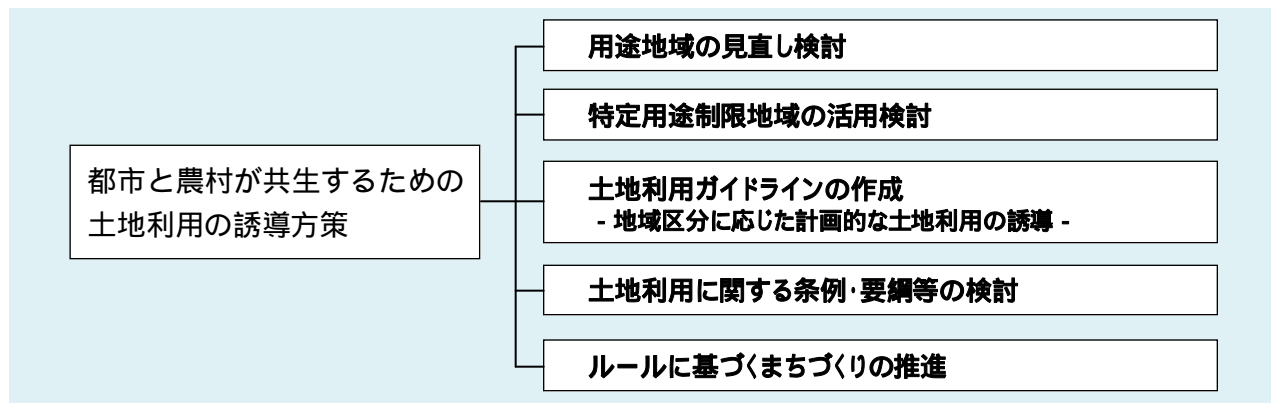 都市と農村が共生するための
土地利用の誘導方策
用途地域の見直し検討
特定用途制限地域の活用検討
土地利用ガイドラインの作成
- 地域区分に応じた計画的な土地利用の誘導 -
土地利用に関する条例・要綱等の検討
ルールに基づくまちづくりの推進